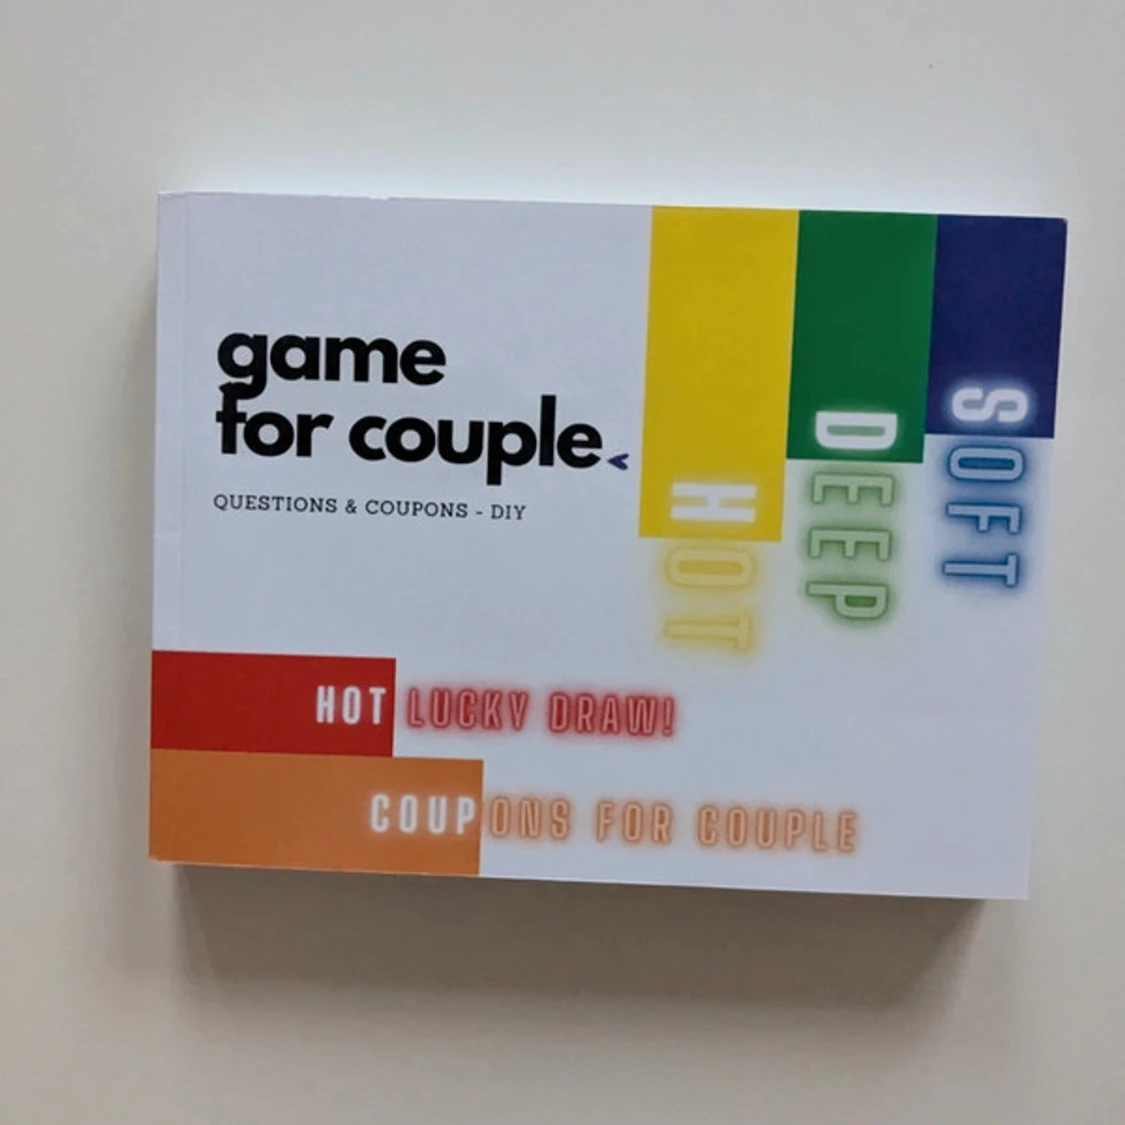 game
for couple
QUESTIONS & COUPONS - DIY
HOT
DEEP
SOFT
HOT LUCKY DRAW!
COUPONS FOR COUPLE